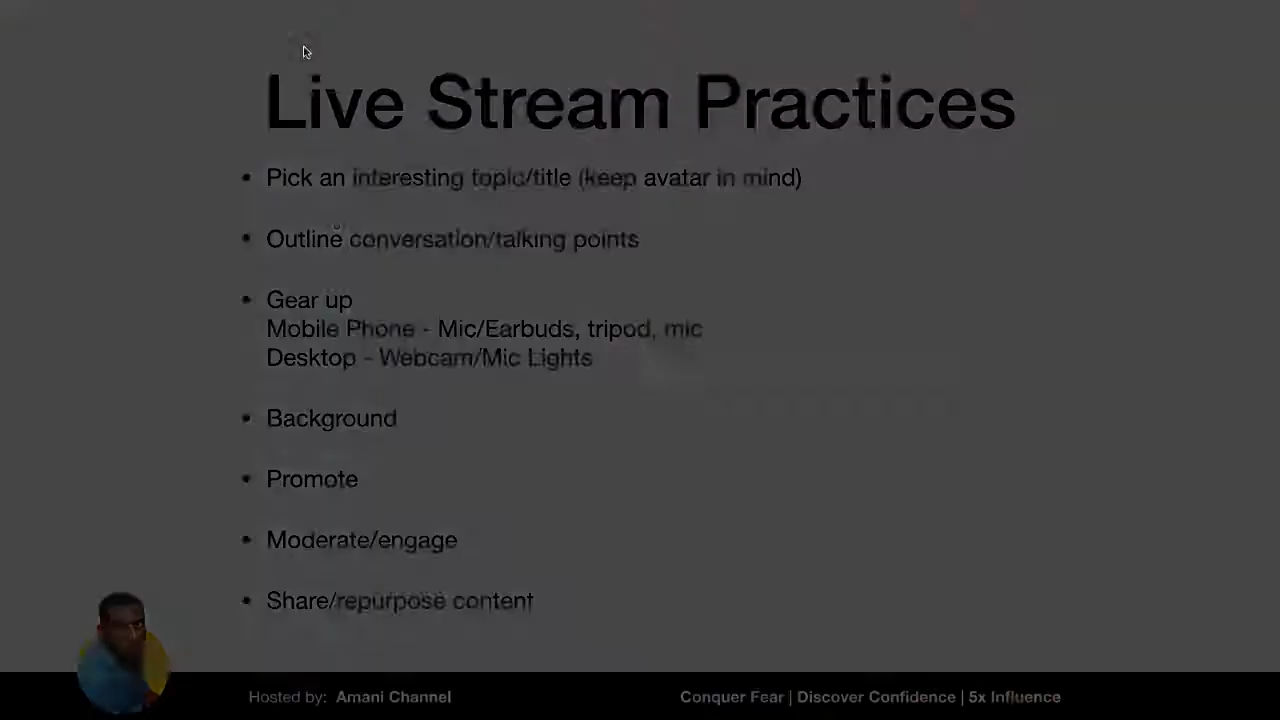 Live Stream Practices
• Pick an interesting topic/title (keep avatar in mind)
• Outline conversation/talking points
• Gear up
Mobile Phone - Mic/Earbuds, tripod, mic
Desktop - Webcam/Mic Lights
• Background
• Promote
• Moderate/engage
• Share/repurpose content
Hosted by: Amani Channel
Conquer Fear | Discover Confidence | 5x Influence